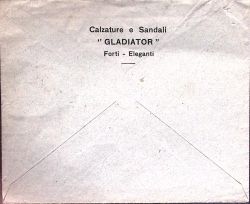 Calzature e Sandali
" GLADIATOR "
Forti - Eleganti